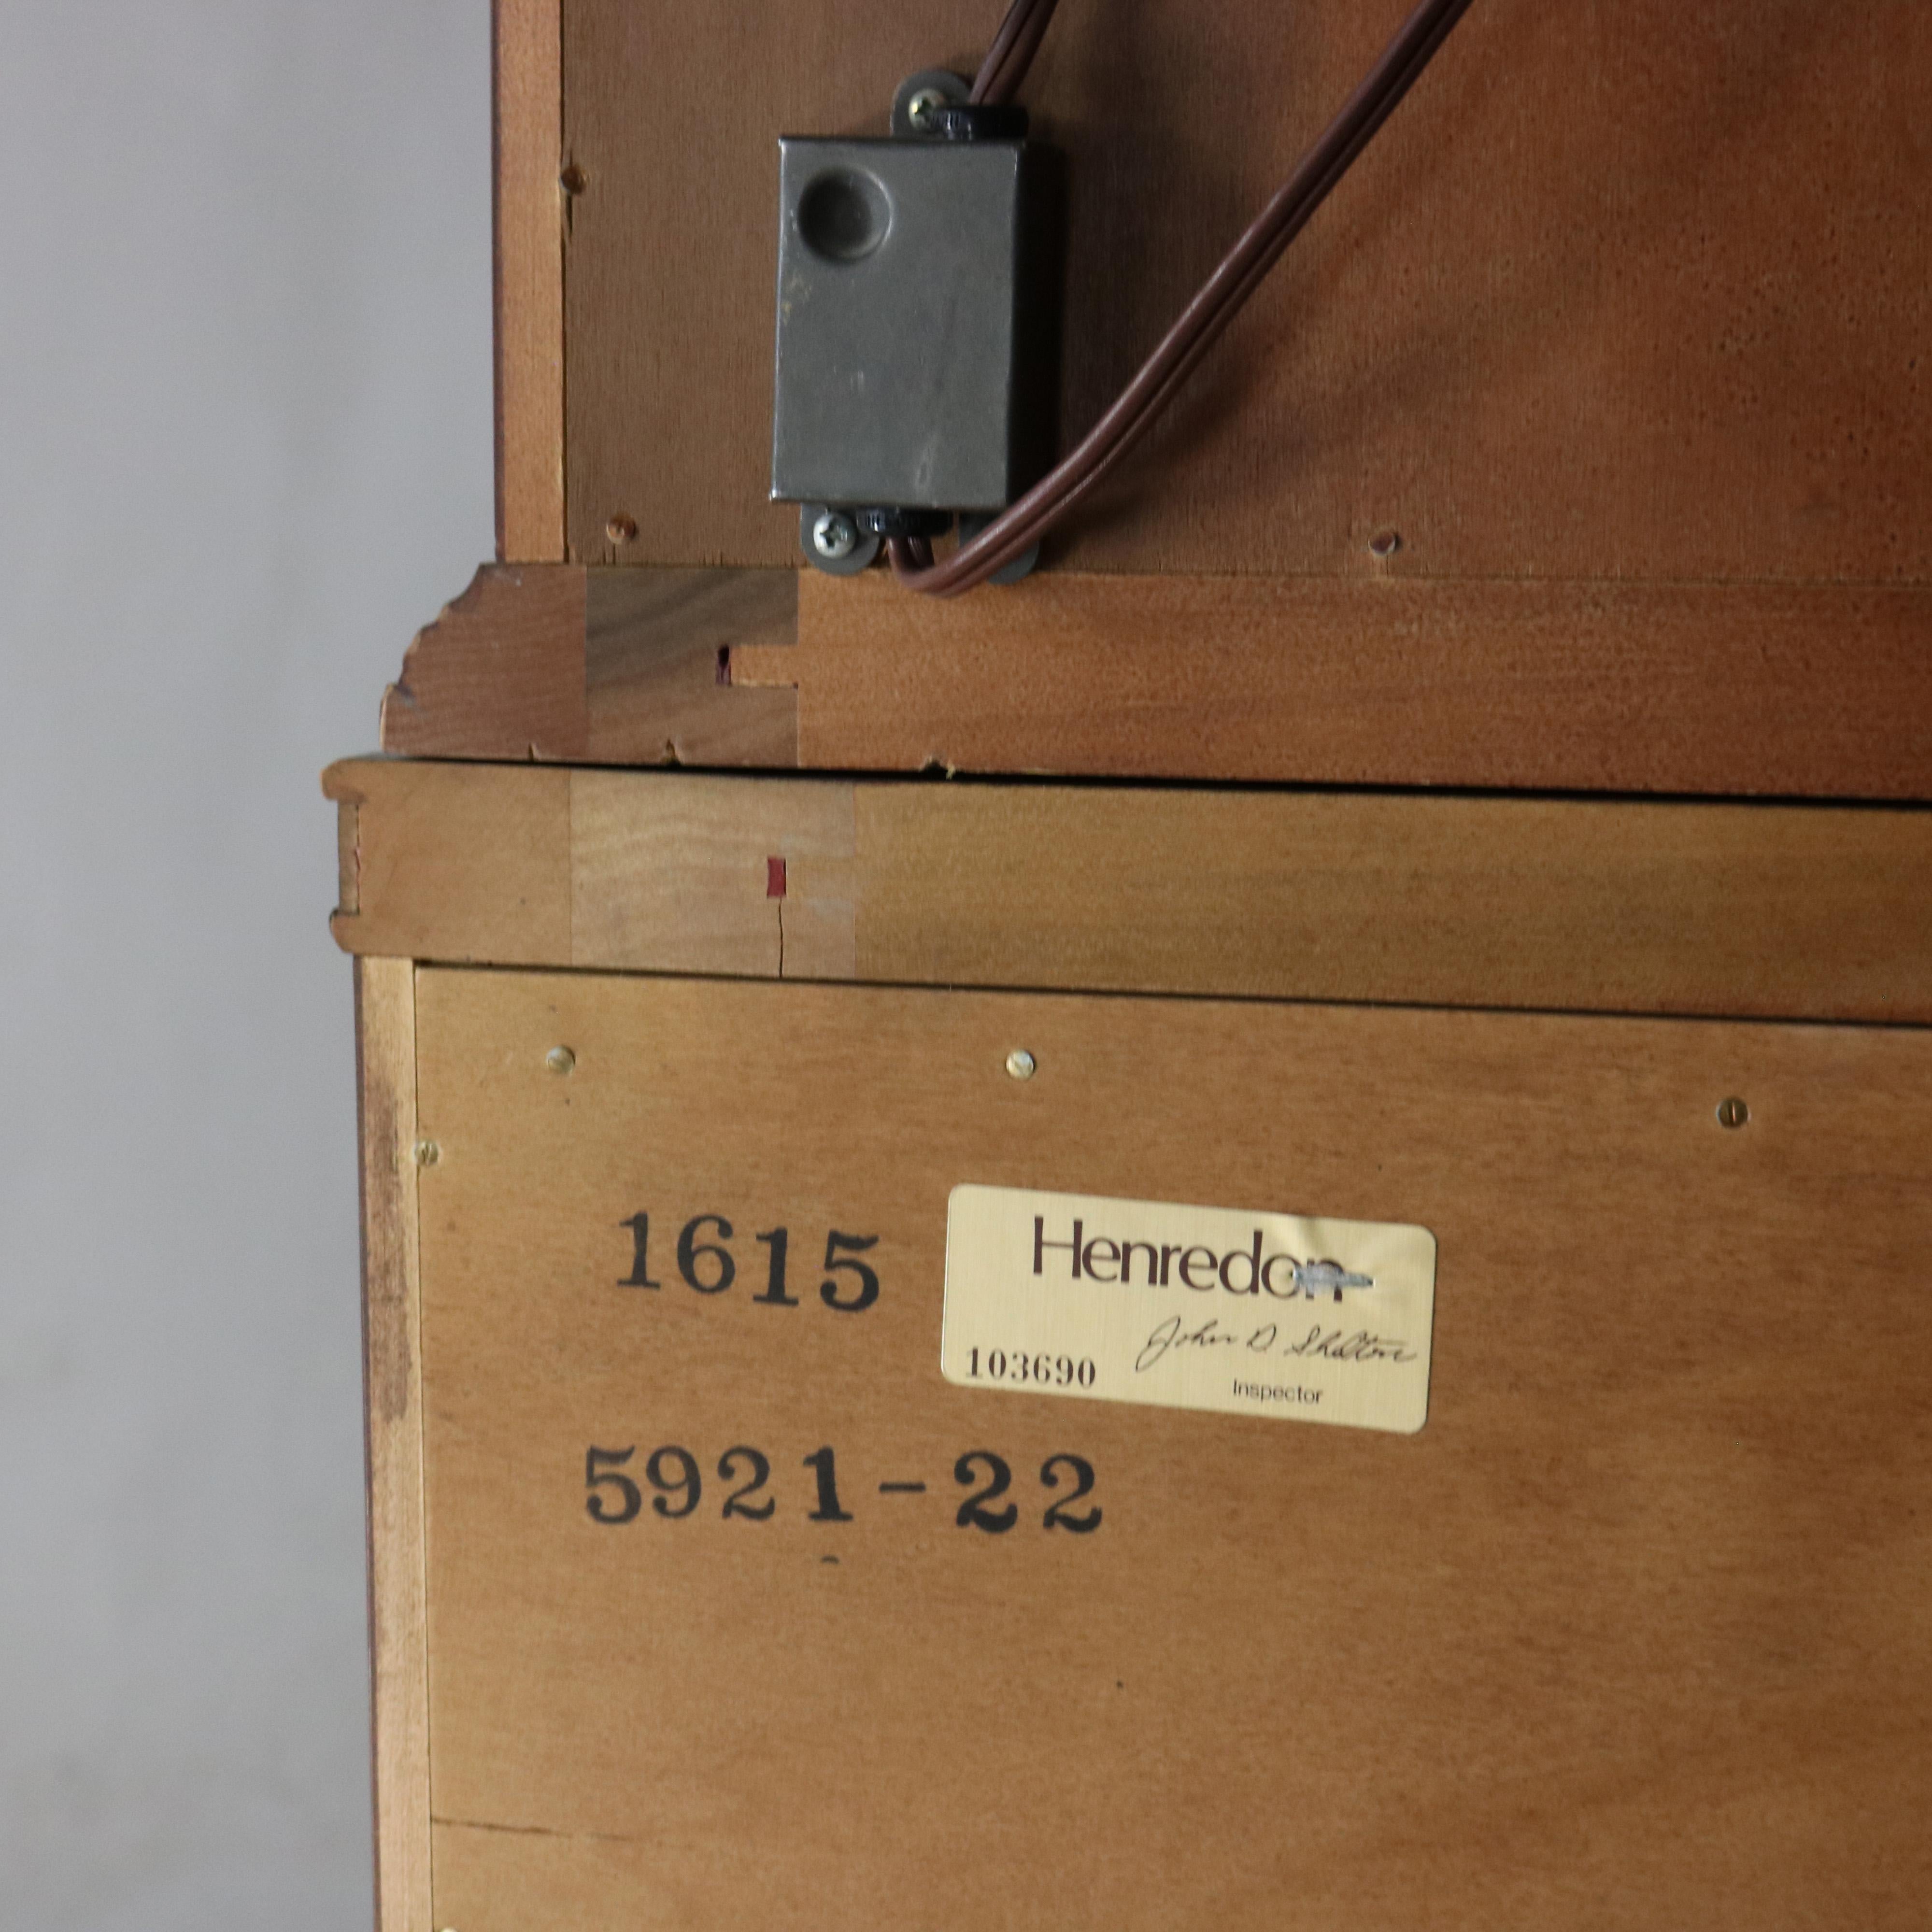 1615
Henredon
John D. Shelton
103690
Inspector
5921-22